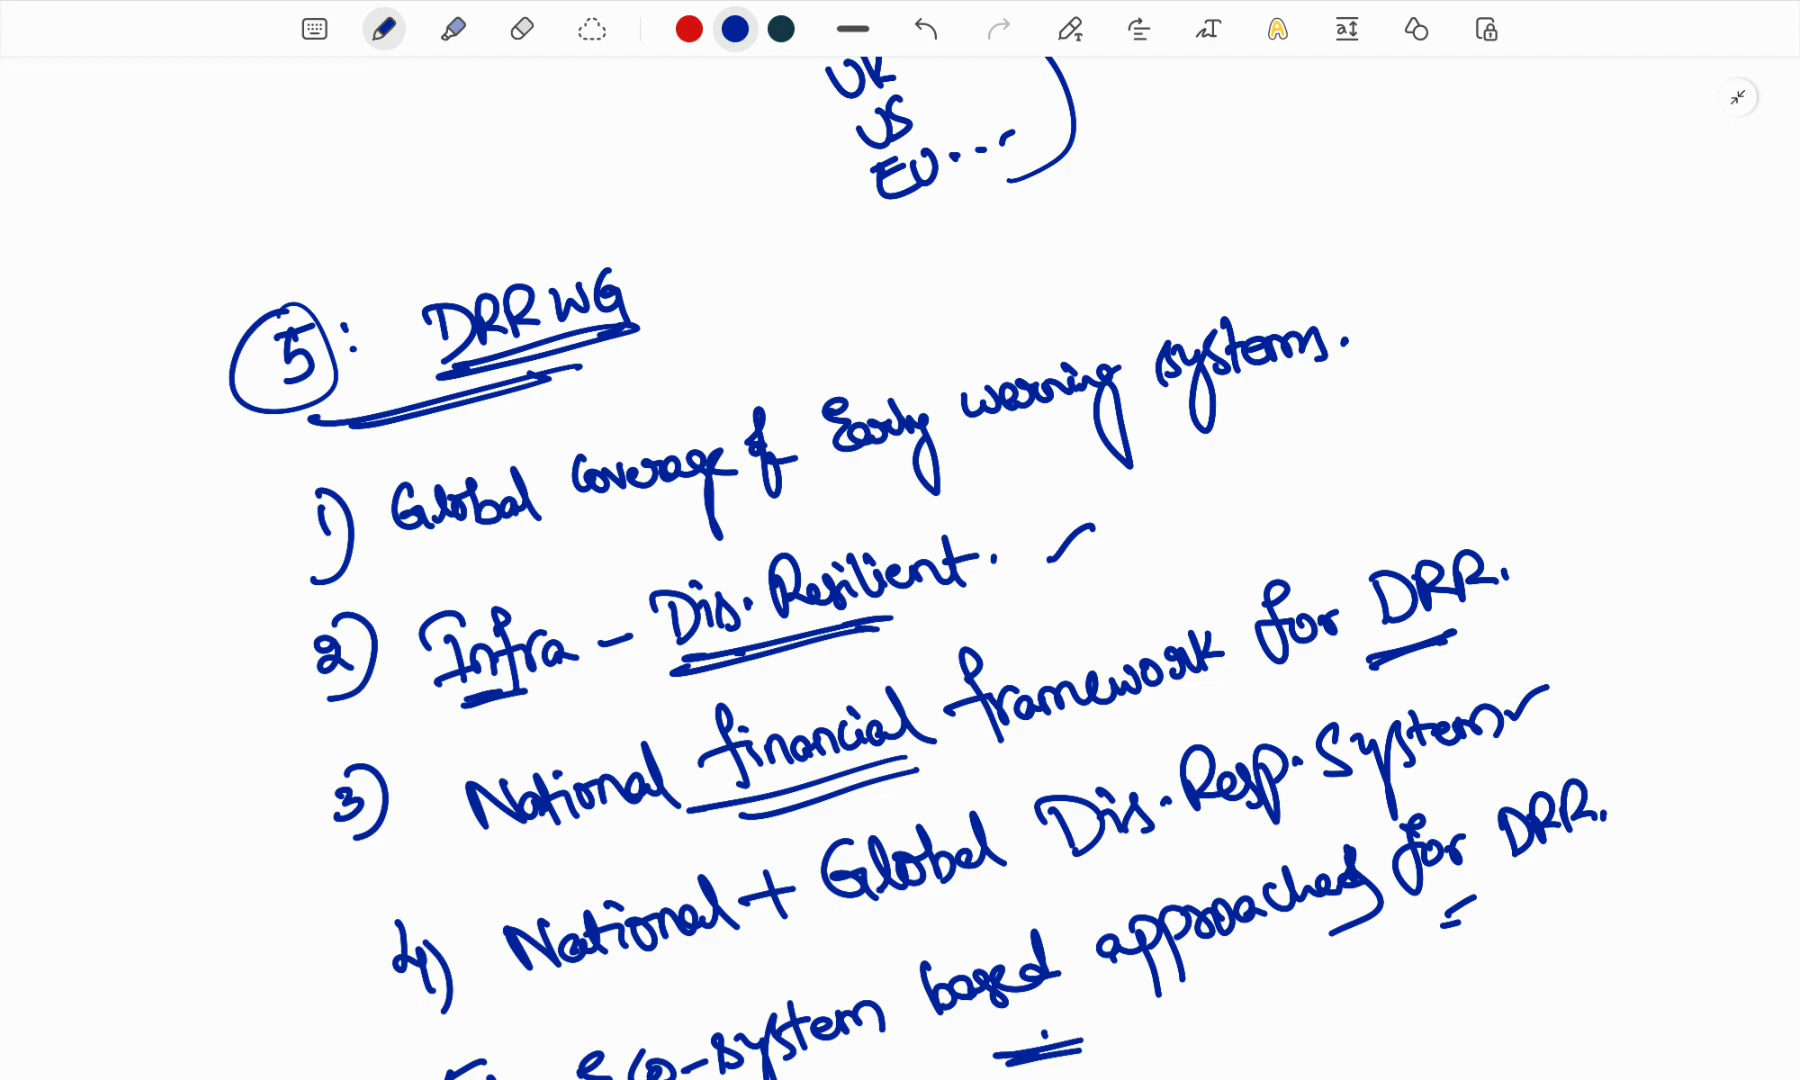 UK
US
EU....
5: DRRWG
1) Global coverage of Early warning systems.
2) Infra - Dis. Resilient.
3) National financial framework for DRR.
4) National + Global Dis. Resp. System
Eco-system based approaches for DRR.